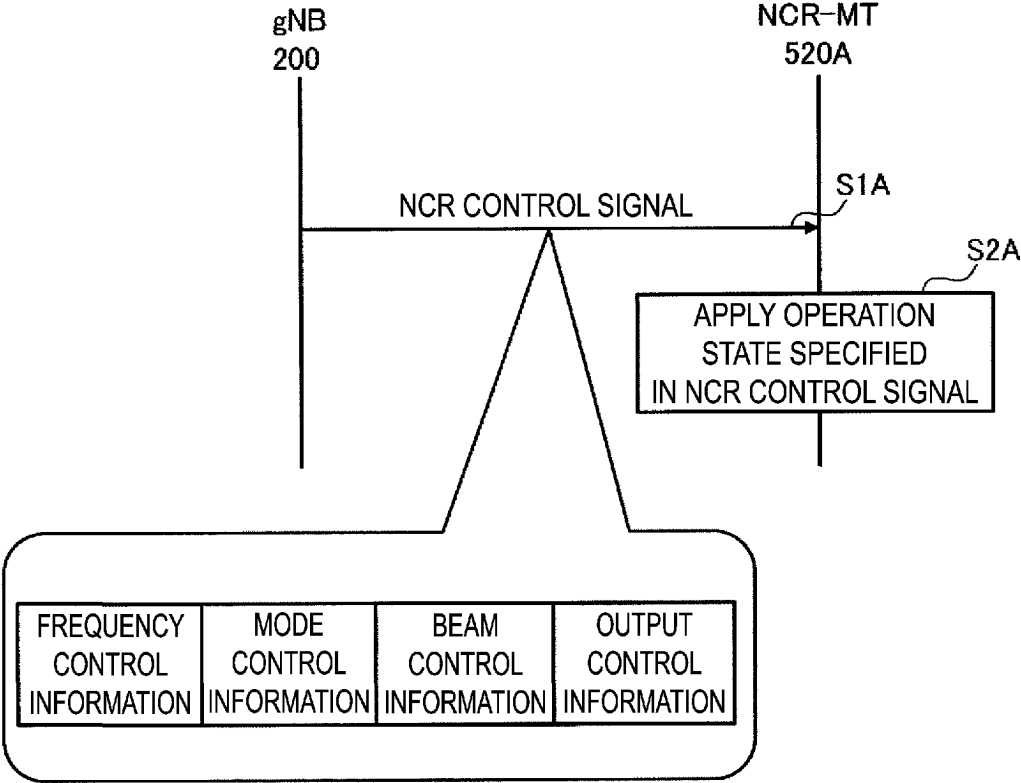 gNB
200
NCR-MT
520A
NCR CONTROL SIGNAL
S1A
S2A
APPLY OPERATION
STATE SPECIFIED
IN NCR CONTROL SIGNAL
FREQUENCY
CONTROL
INFORMATION
MODE
CONTROL
INFORMATION
BEAM
CONTROL
INFORMATION
OUTPUT
CONTROL
INFORMATION